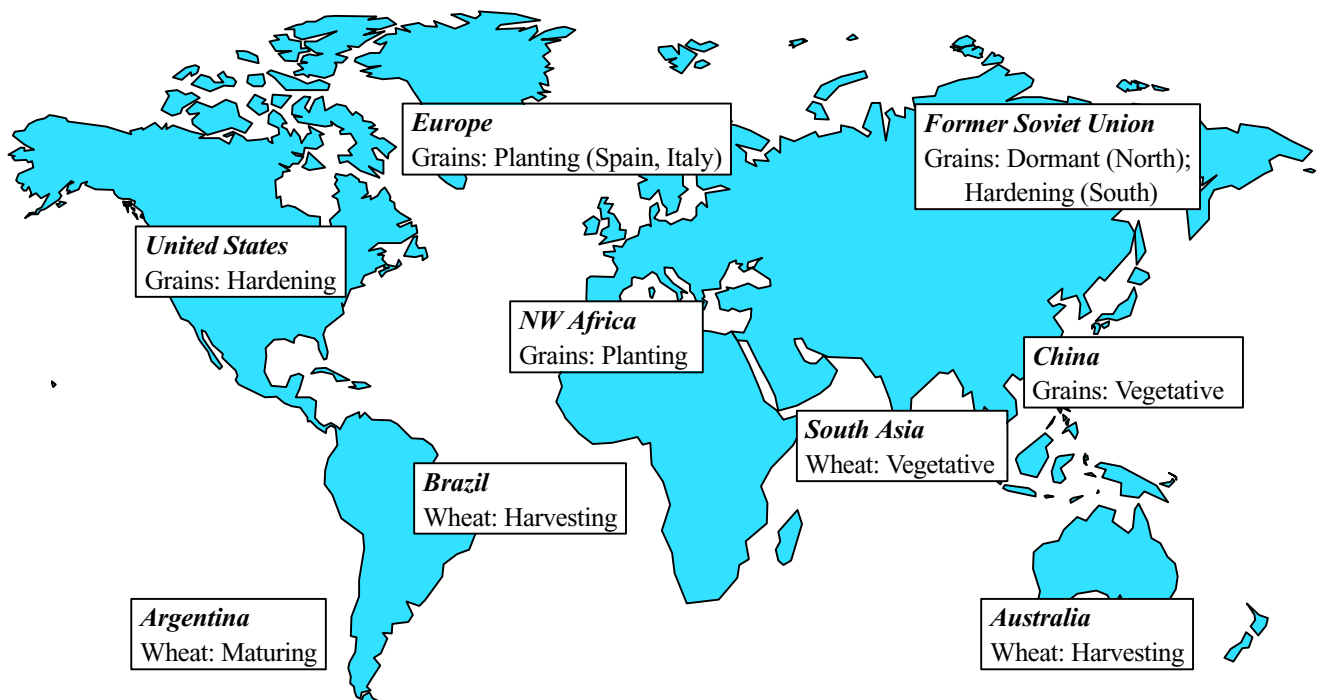 Europe
Grains: Planting (Spain, Italy)
Former Soviet Union
Grains: Dormant (North);
Hardening (South)
United States
Grains: Hardening
NW Africa
Grains: Planting
China
Grains: Vegetative
South Asia
Wheat: Vegetative
Brazil
Wheat: Harvesting
Argentina
Wheat: Maturing
Australia
Wheat: Harvesting